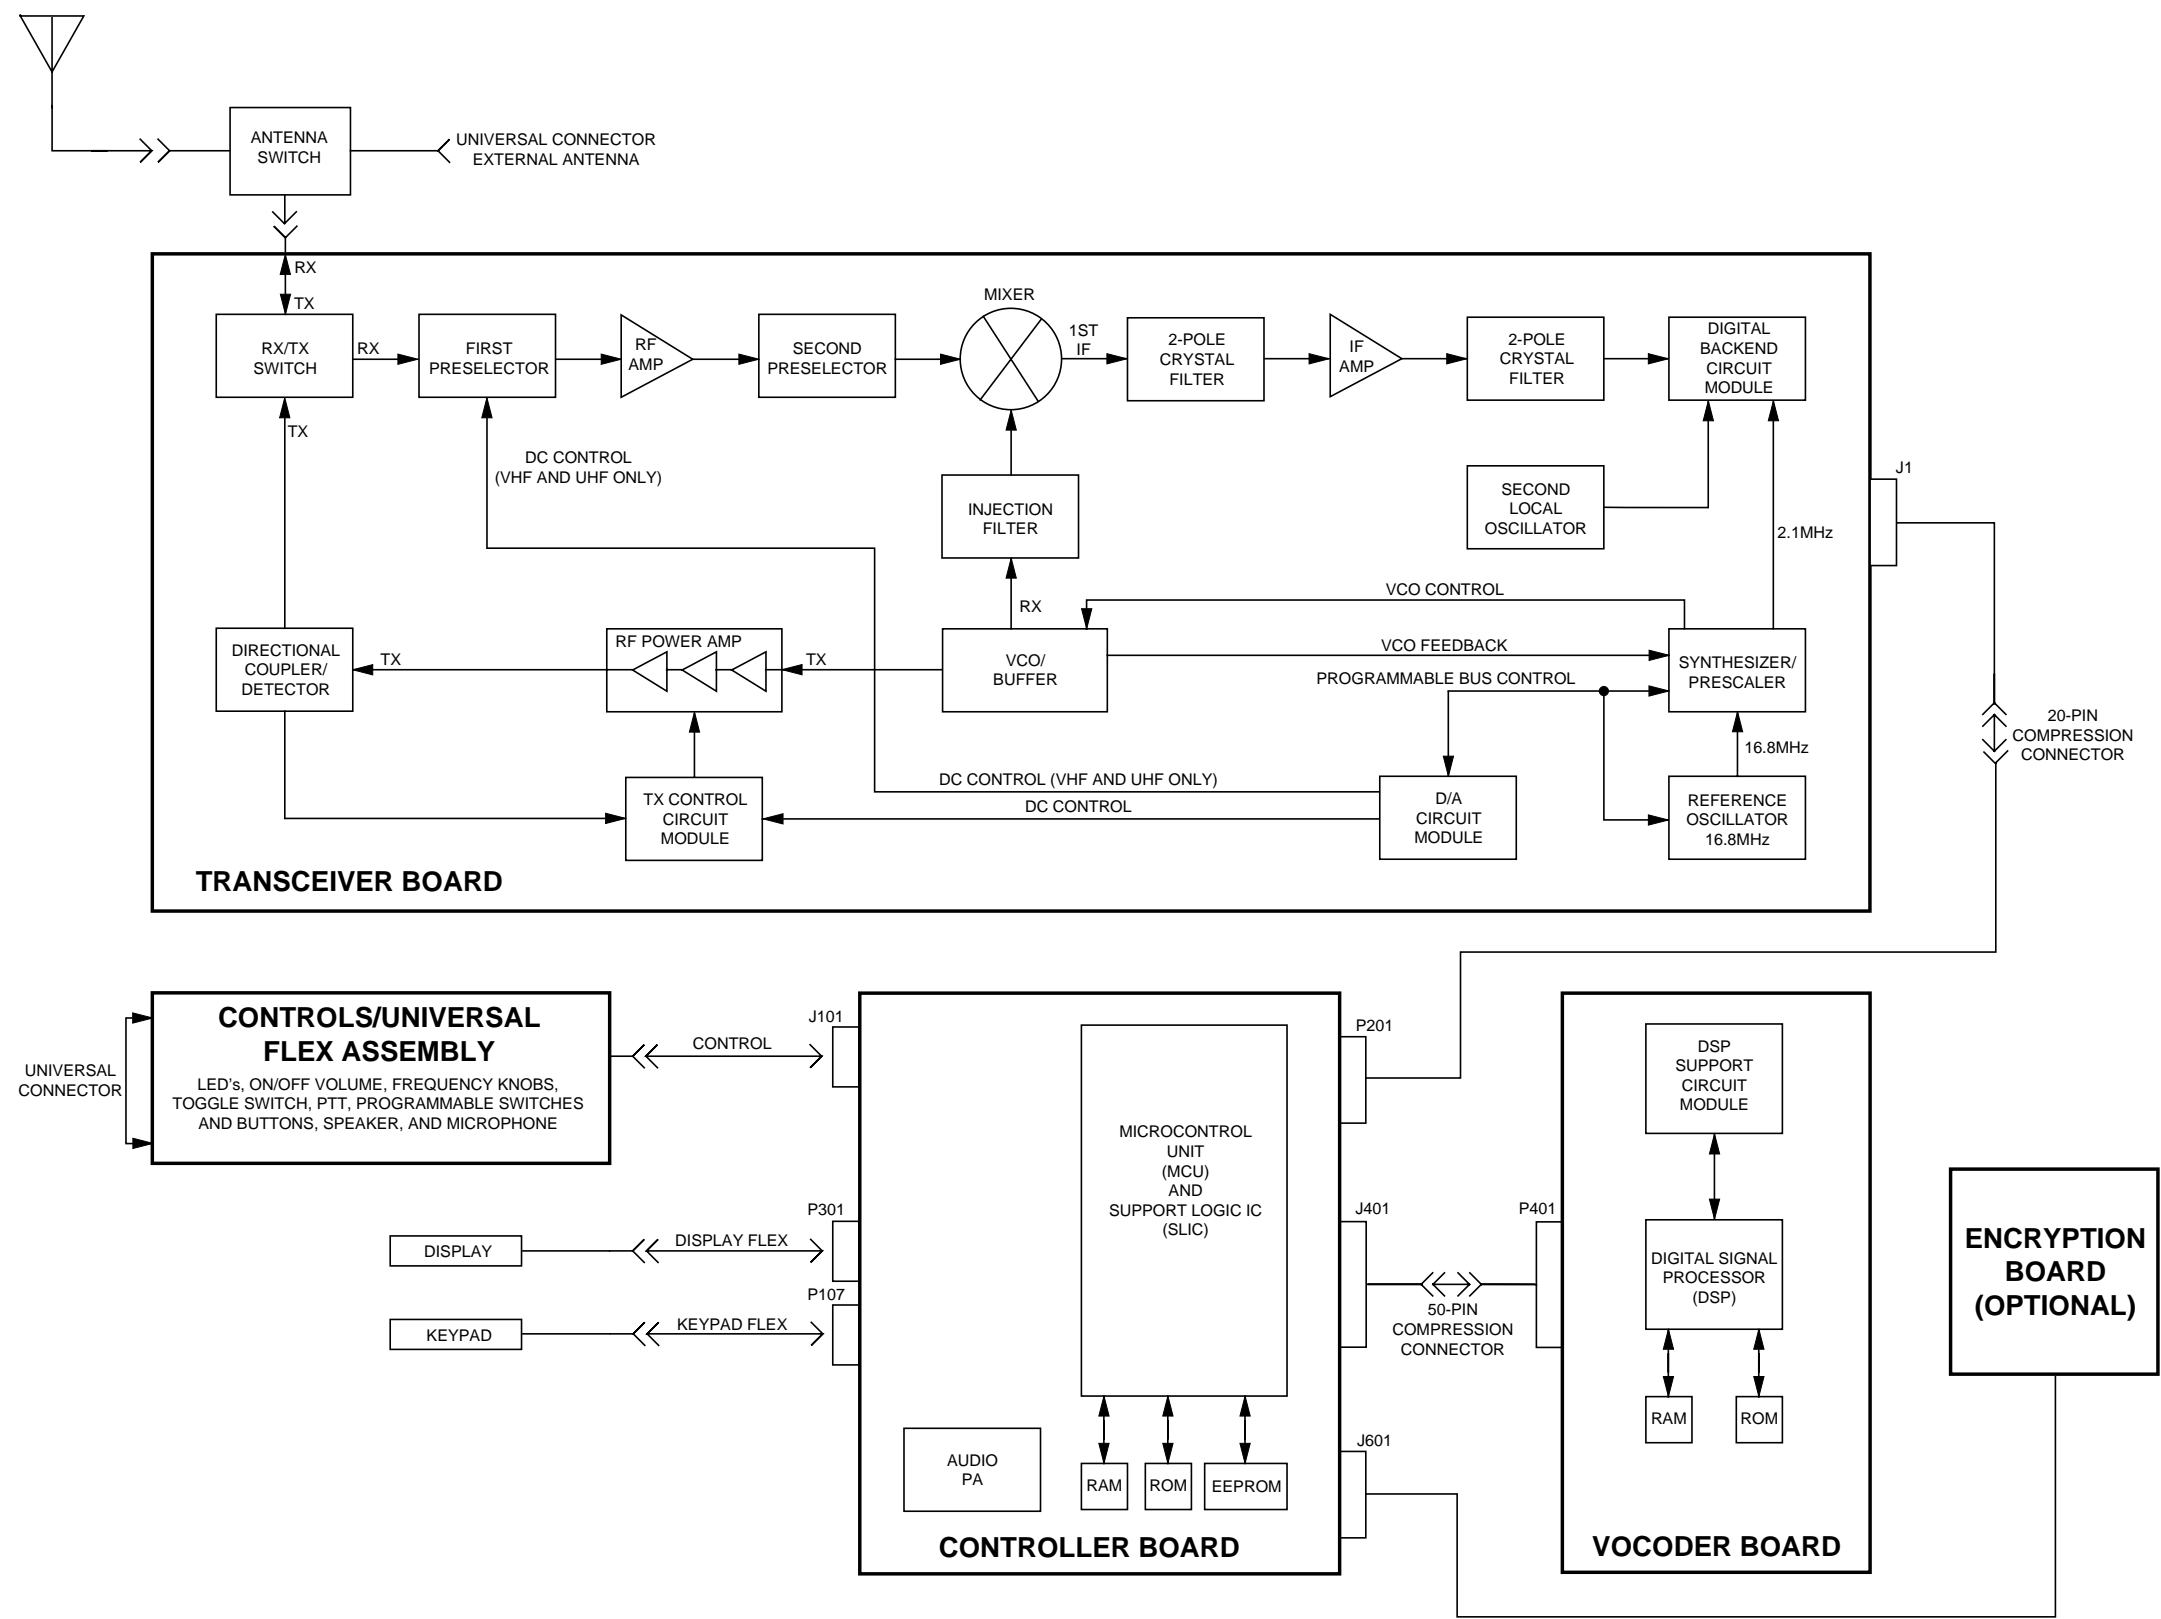 ANTENNA
SWITCH
UNIVERSAL CONNECTOR
EXTERNAL ANTENNA
RX
TX
RX/TX
SWITCH
RX
FIRST
PRESELECTOR
RF
AMP
SECOND
PRESELECTOR
MIXER
1ST
IF
2-POLE
CRYSTAL
FILTER
IF
AMP
2-POLE
CRYSTAL
FILTER
DIGITAL
BACKEND
CIRCUIT
MODULE
TX
DC CONTROL
(VHF AND UHF ONLY)
INJECTION
FILTER
SECOND
LOCAL
OSCILLATOR
2.1MHz
J1
RX
VCO CONTROL
DIRECTIONAL
COUPLER/
DETECTOR
TX
RF POWER AMP
TX
VCO/
BUFFER
VCO FEEDBACK
PROGRAMMABLE BUS CONTROL
SYNTHESIZER/
PRESCALER
16.8MHz
20-PIN
COMPRESSION
CONNECTOR
TX CONTROL
CIRCUIT
MODULE
DC CONTROL (VHF AND UHF ONLY)
DC CONTROL
D/A
CIRCUIT
MODULE
REFERENCE
OSCILLATOR
16.8MHz
TRANSCEIVER BOARD
CONTROLS/UNIVERSAL
FLEX ASSEMBLY
LED's, ON/OFF VOLUME, FREQUENCY KNOBS,
TOGGLE SWITCH, PTT, PROGRAMMABLE SWITCHES
AND BUTTONS, SPEAKER, AND MICROPHONE
UNIVERSAL
CONNECTOR
CONTROL
J101
P201
MICROCONTROL
UNIT
(MCU)
AND
SUPPORT LOGIC IC
(SLIC)
DSP
SUPPORT
CIRCUIT
MODULE
DISPLAY
DISPLAY FLEX
P301
J401
P401
50-PIN
COMPRESSION
CONNECTOR
DIGITAL SIGNAL
PROCESSOR
(DSP)
ENCRYPTION
BOARD
(OPTIONAL)
KEYPAD
KEYPAD FLEX
P107
RAM
ROM
J601
AUDIO
PA
RAM
ROM
EEPROM
CONTROLLER BOARD
VOCODER BOARD